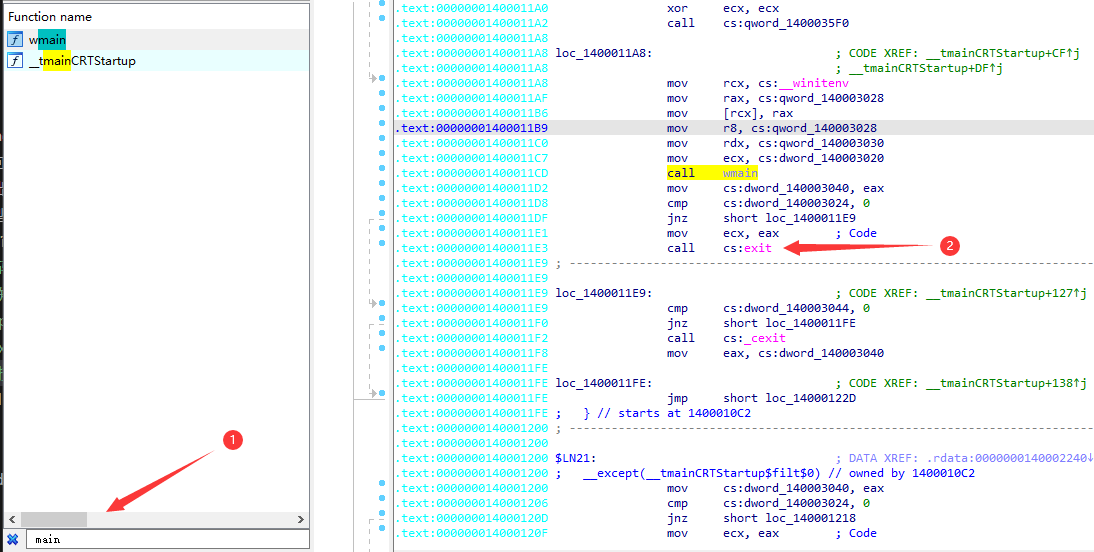 Function name
f wmain
f __tmainCRTStartup
1
main
.text:00000001400011A0 xor ecx, ecx
.text:00000001400011A2 call cs:qword_1400035F0
.text:00000001400011A8
.text:00000001400011A8 loc_1400011A8: ; CODE XREF: __tmainCRTStartup+CF↑j
.text:00000001400011A8 ; __tmainCRTStartup+DF↑j
.text:00000001400011A8 mov rcx, cs:__winitenv
.text:00000001400011AF mov rax, cs:qword_140003028
.text:00000001400011B6 mov [rcx], rax
.text:00000001400011B9 mov r8, cs:qword_140003028
.text:00000001400011C0 mov rdx, cs:qword_140003030
.text:00000001400011C7 mov ecx, cs:dword_140003020
.text:00000001400011CD call wmain
.text:00000001400011D2 mov cs:dword_140003040, eax
.text:00000001400011D8 cmp cs:dword_140003024, 0
.text:00000001400011DF jnz short loc_1400011E9
.text:00000001400011E1 mov ecx, eax ; Code
.text:00000001400011E3 call cs:exit 2
.text:00000001400011E9 ; ---------------------------------------------------------------------------
.text:00000001400011E9
.text:00000001400011E9 loc_1400011E9: ; CODE XREF: __tmainCRTStartup+127↑j
.text:00000001400011E9 cmp cs:dword_140003044, 0
.text:00000001400011F0 jnz short loc_1400011FE
.text:00000001400011F2 call cs:_cexit
.text:00000001400011F8 mov eax, cs:dword_140003040
.text:00000001400011FE
.text:00000001400011FE loc_1400011FE: ; CODE XREF: __tmainCRTStartup+138↑j
.text:00000001400011FE jmp short loc_14000122D
.text:00000001400011FE ; } // starts at 1400010C2
.text:0000000140001200 ; ---------------------------------------------------------------------------
.text:0000000140001200
.text:0000000140001200 $LN21: ; DATA XREF: .rdata:0000000140002240↓
.text:0000000140001200 ; __except(__tmainCRTStartup$filt$0) // owned by 1400010C2
.text:0000000140001200 mov cs:dword_140003040, eax
.text:0000000140001206 cmp cs:dword_140003024, 0
.text:000000014000120D jnz short loc_140001218
.text:000000014000120F mov ecx, eax ; Code